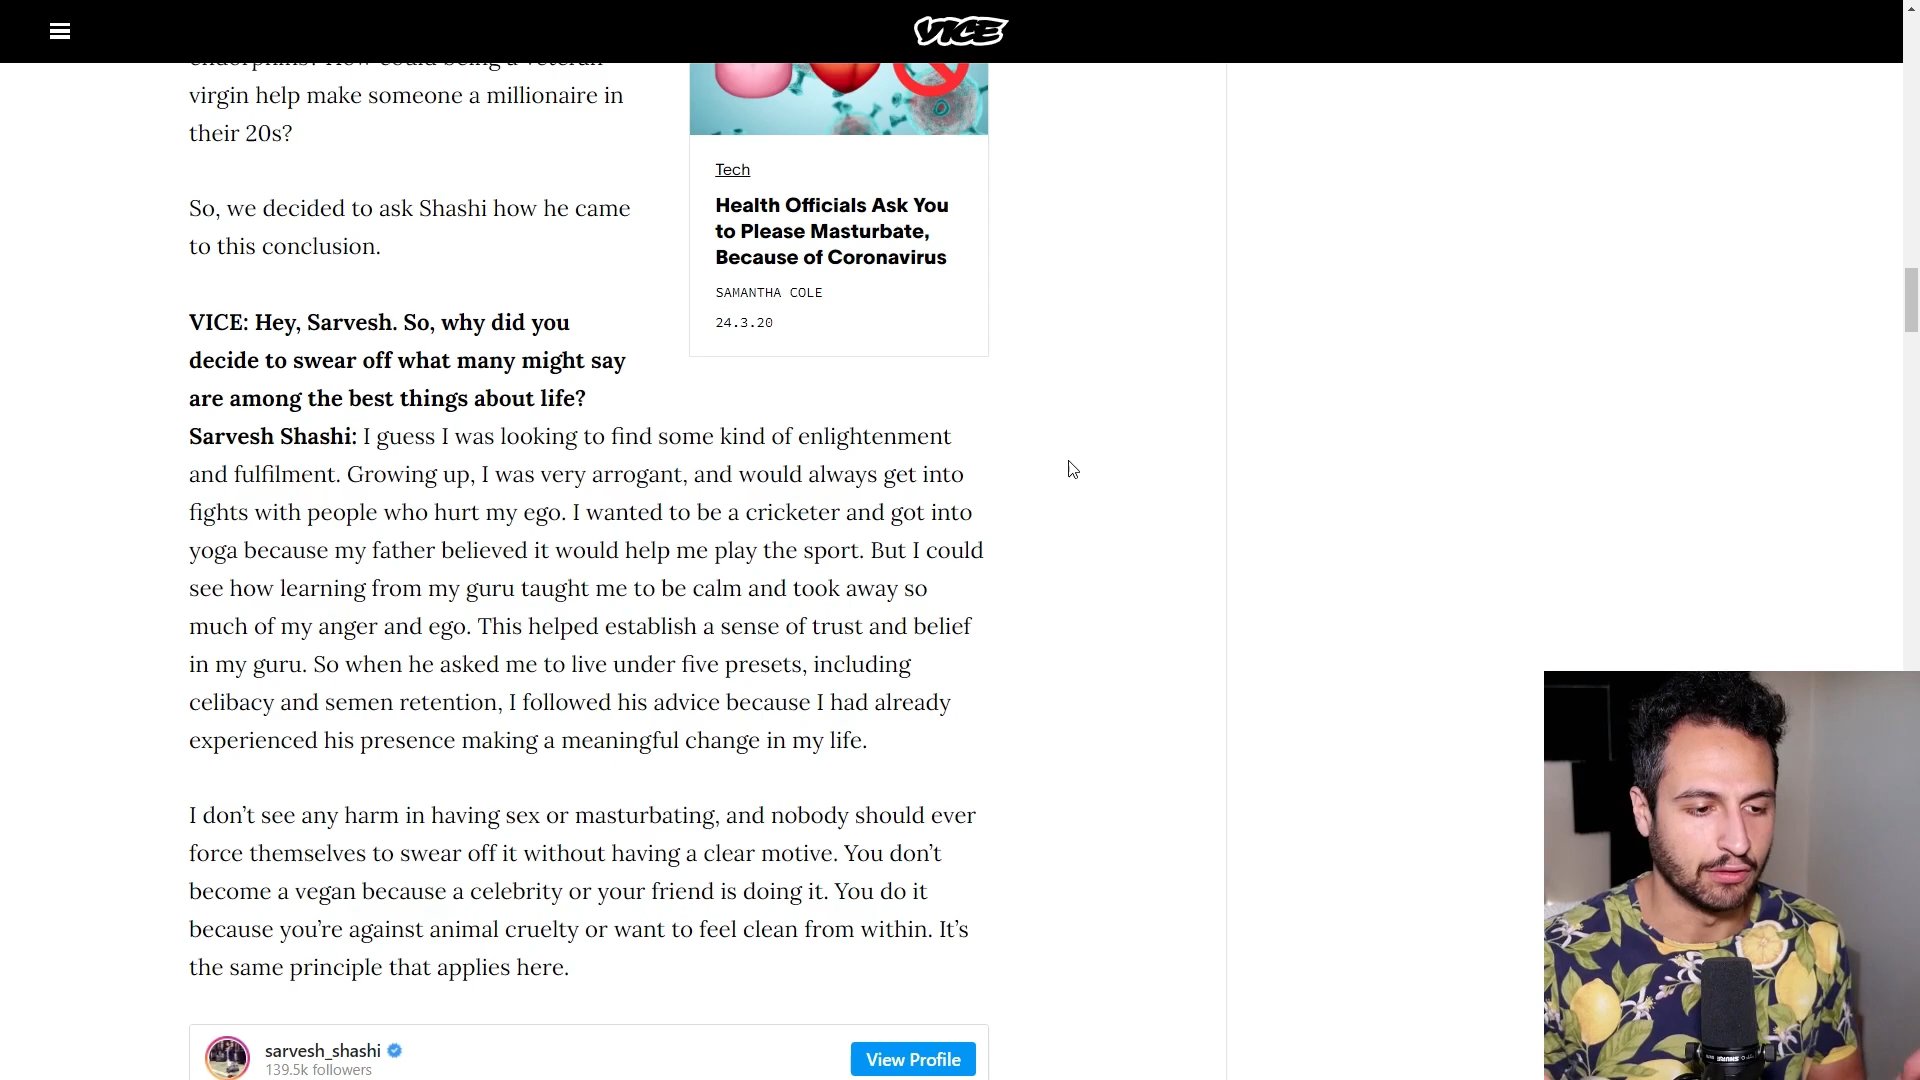 VICE
virgin help make someone a millionaire in
their 20s?
So, we decided to ask Shashi how he came
to this conclusion.
Tech
Health Officials Ask You
to Please Masturbate,
Because of Coronavirus
SAMANTHA COLE
24.3.20
VICE: Hey, Sarvesh. So, why did you
decide to swear off what many might say
are among the best things about life?
Sarvesh Shashi: I guess I was looking to find some kind of enlightenment
and fulfilment. Growing up, I was very arrogant, and would always get into
fights with people who hurt my ego. I wanted to be a cricketer and got into
yoga because my father believed it would help me play the sport. But I could
see how learning from my guru taught me to be calm and took away so
much of my anger and ego. This helped establish a sense of trust and belief
in my guru. So when he asked me to live under five presets, including
celibacy and semen retention, I followed his advice because I had already
experienced his presence making a meaningful change in my life.
I don’t see any harm in having sex or masturbating, and nobody should ever
force themselves to swear off it without having a clear motive. You don’t
become a vegan because a celebrity or your friend is doing it. You do it
because you’re against animal cruelty or want to feel clean from within. It’s
the same principle that applies here.
sarvesh_shashi
139.5k followers
View Profile